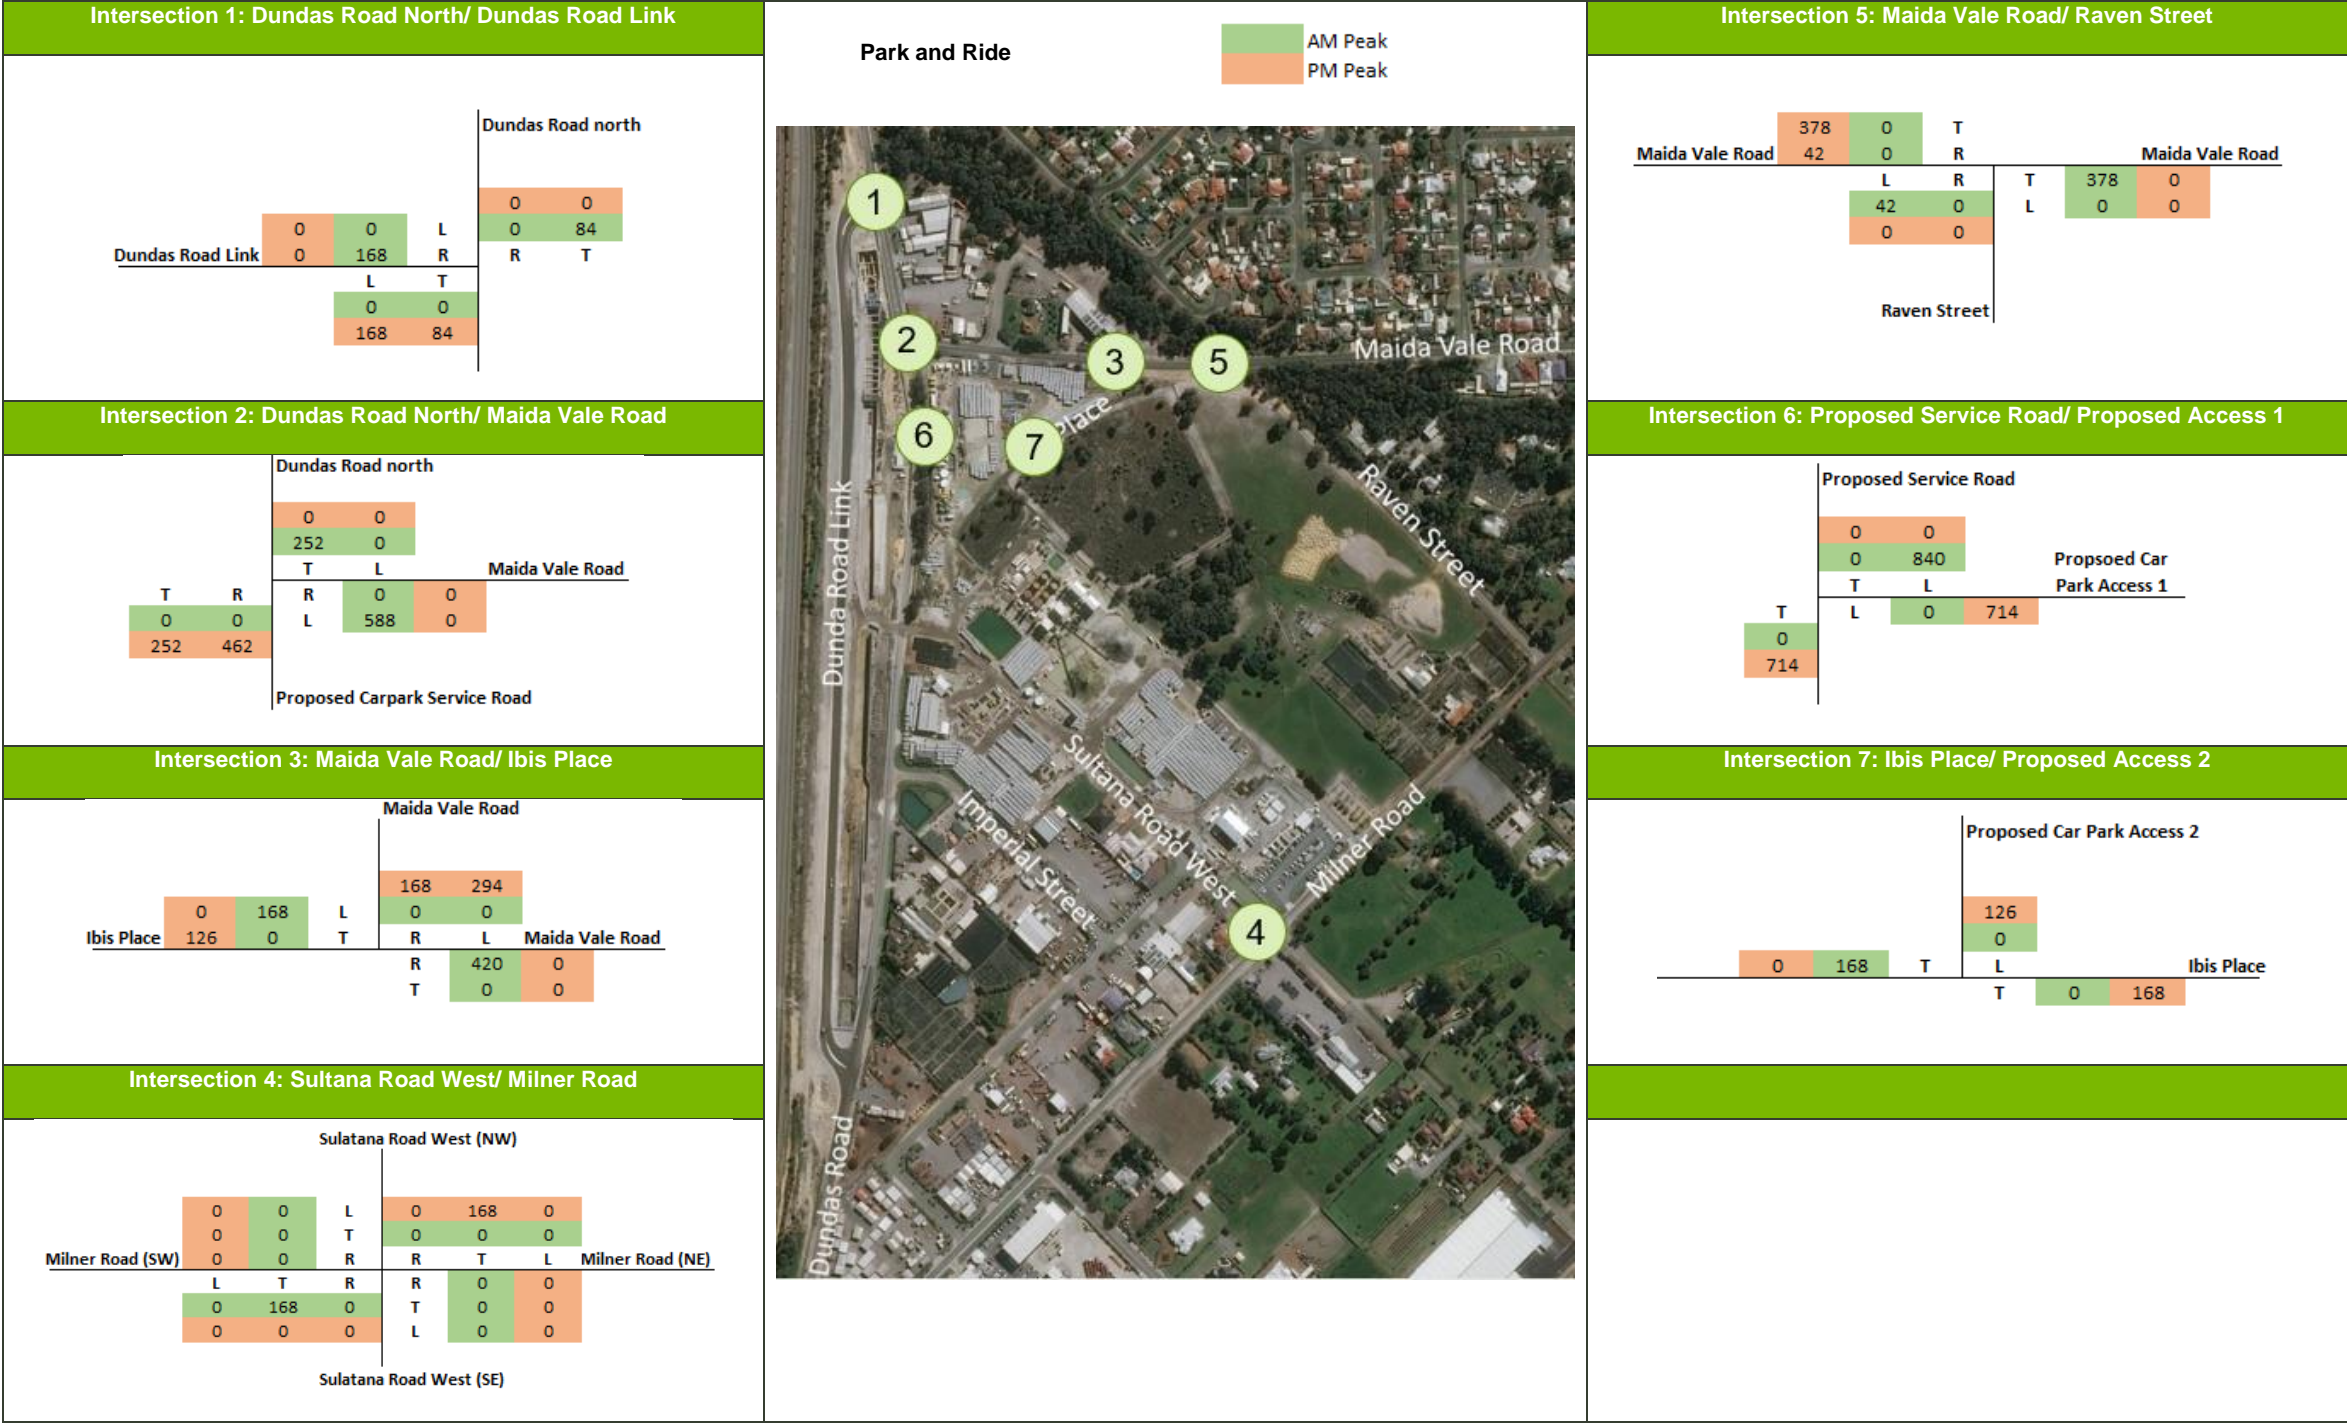 Intersection 1: Dundas Road North/ Dundas Road Link
Dundas Road north
0 0
0 0 L 0 84
Dundas Road Link 0 168 R R T
L T
0 0
168 84
Intersection 2: Dundas Road North/ Maida Vale Road
Dundas Road north
0 0
252 0
T L Maida Vale Road
T R R 0 0
0 0 L 588 0
252 462
Proposed Carpark Service Road
Intersection 3: Maida Vale Road/ Ibis Place
Maida Vale Road
168 294
0 168 L 0 0
Ibis Place 126 0 T R L Maida Vale Road
R 420 0
T 0 0
Intersection 4: Sultana Road West/ Milner Road
Sulatana Road West (NW)
0 0 L 0 168 0
0 0 T 0 0 0
Milner Road (SW) 0 0 R R T L Milner Road (NE)
L T R R 0 0
0 168 0 T 0 0
0 0 0 L 0 0
Sulatana Road West (SE)
Park and Ride
AM Peak
PM Peak
1
2
3
5
Maida Vale Road
6
7
Place
Dunda Road Link
Raven Street
Sultana Road West
Imperial Street
Milner Road
4
Dundas Road
Intersection 5: Maida Vale Road/ Raven Street
378 0 T
Maida Vale Road 42 0 R Maida Vale Road
L R T 378 0
42 0 L 0 0
0 0
Raven Street
Intersection 6: Proposed Service Road/ Proposed Access 1
Proposed Service Road
0 0
0 840 Propsoed Car
T L Park Access 1
T L 0 714
0
714
Intersection 7: Ibis Place/ Proposed Access 2
Proposed Car Park Access 2
126
0
0 168 T L Ibis Place
T 0 168